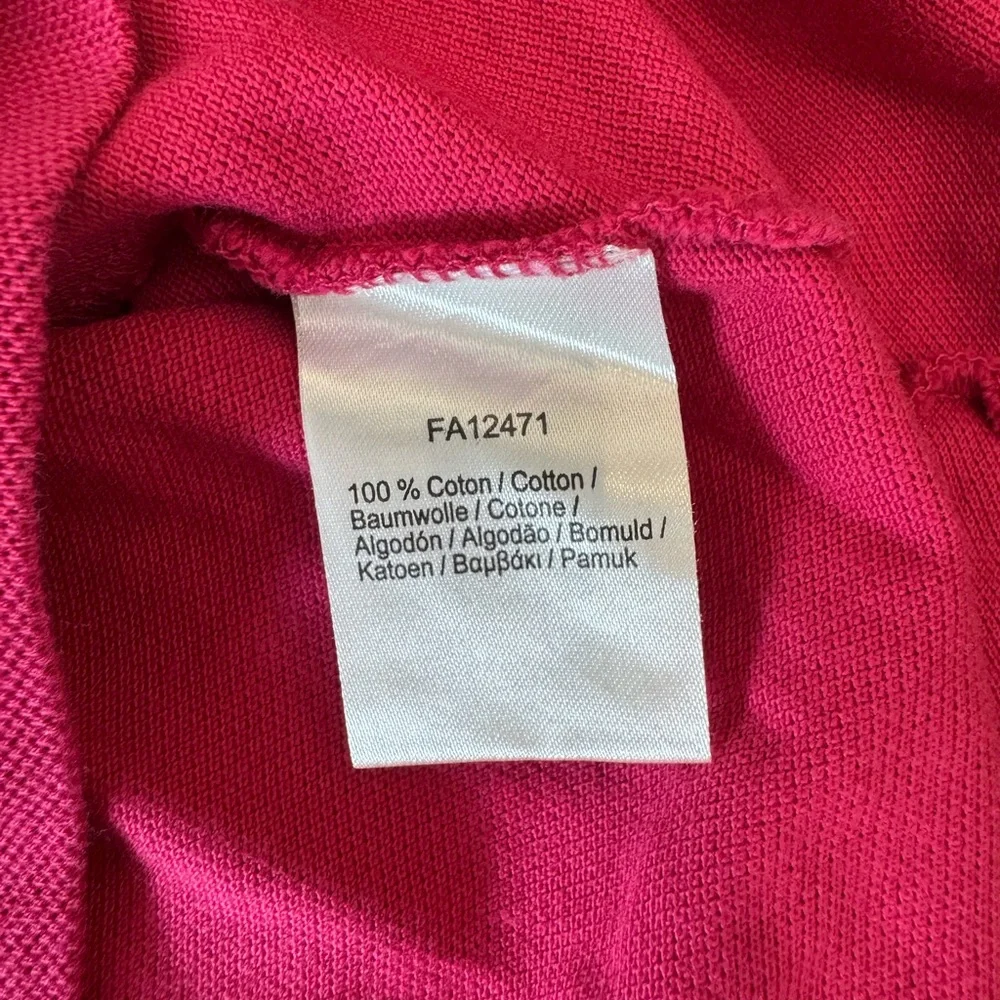 FA12471
100 % Coton / Cotton /
Baumwolle / Cotone /
Algodón / Algodão / Bomuld /
Katoen / Βαμβάκι / Pamuk